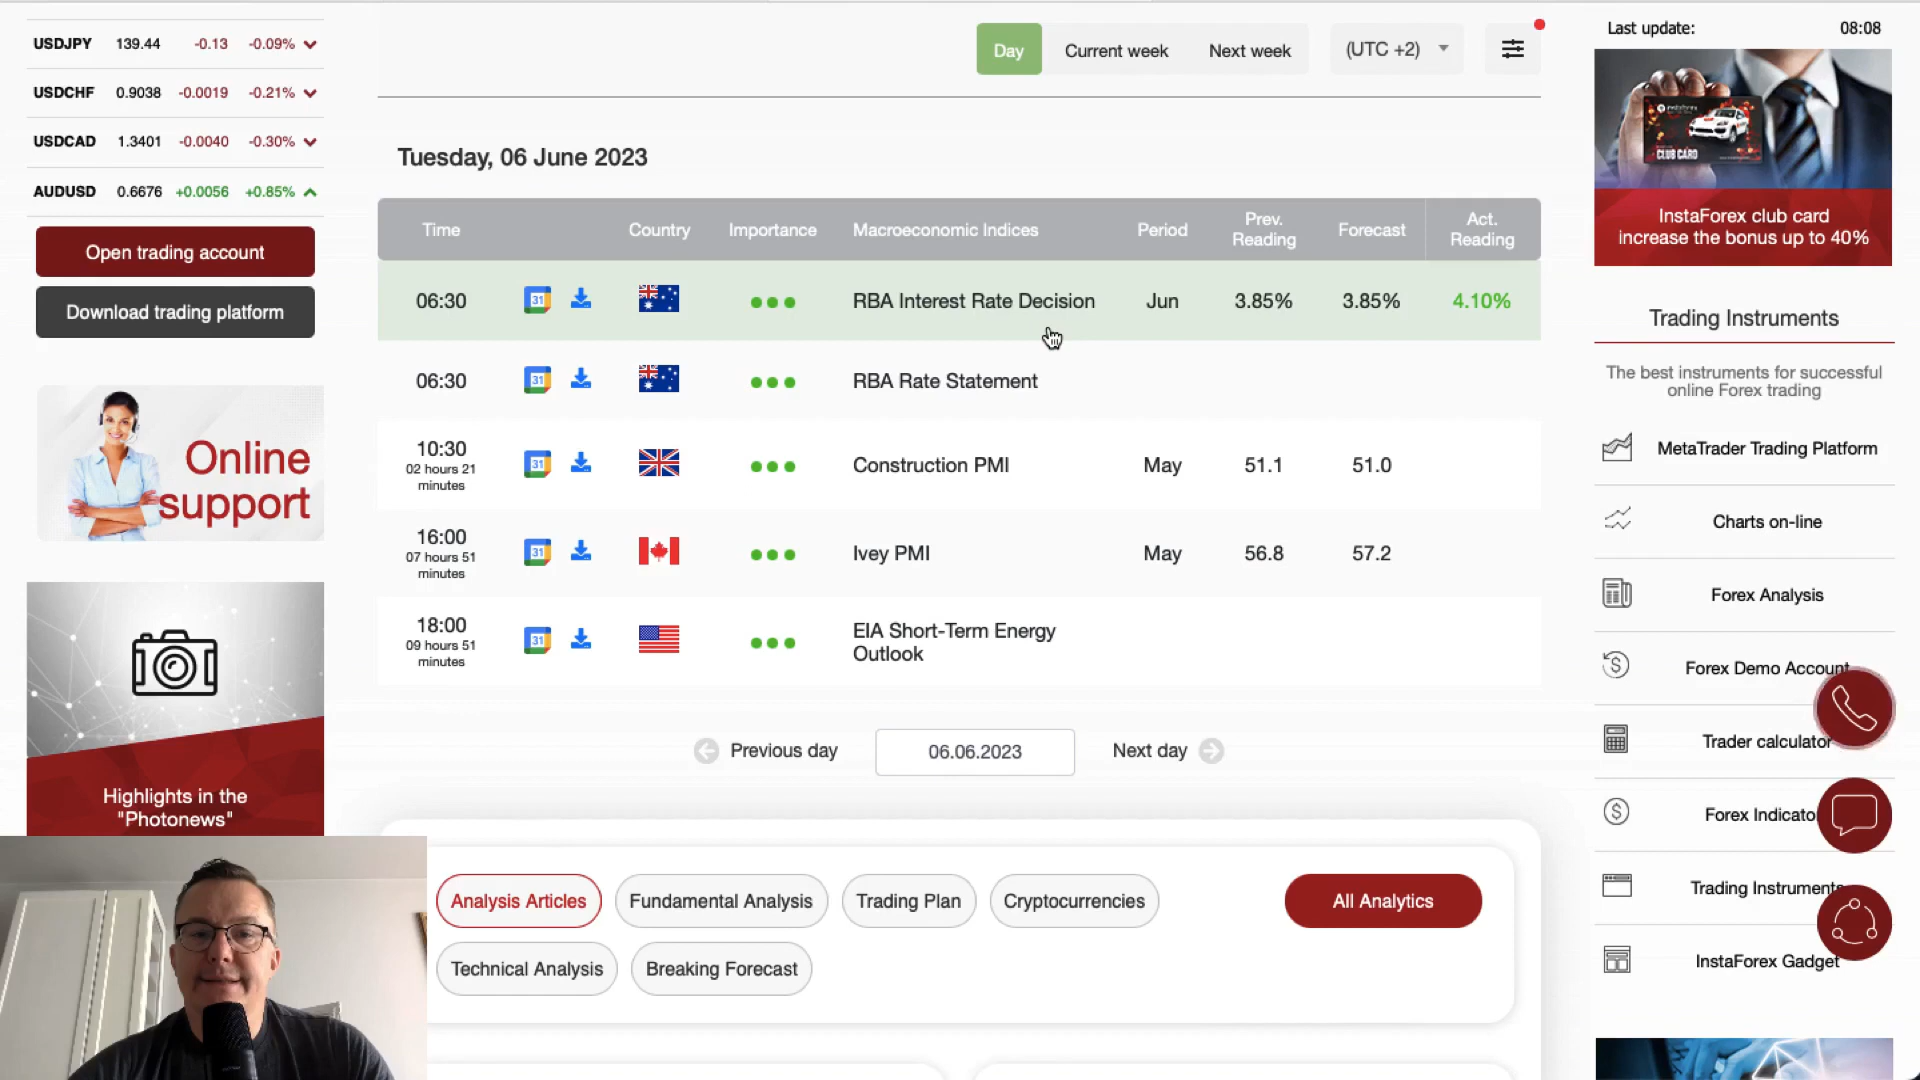 USDJPY 139.44 -0.13 -0.09%
USDCHF 0.9038 -0.0019 -0.21%
USDCAD 1.3401 -0.0040 -0.30%
AUDUSD 0.6676 +0.0056 +0.85%
Open trading account
Download trading platform
Online
support
Highlights in the
"Photonews"
Day Current week Next week (UTC +2)
Tuesday, 06 June 2023
Time Country Importance Macroeconomic Indices Period Prev. Reading Forecast Act. Reading
06:30 31 RBA Interest Rate Decision Jun 3.85% 3.85% 4.10%
06:30 31 RBA Rate Statement
10:30 02 hours 21 minutes 31 Construction PMI May 51.1 51.0
16:00 07 hours 51 minutes 31 Ivey PMI May 56.8 57.2
18:00 09 hours 51 minutes 31 EIA Short-Term Energy Outlook
Previous day 06.06.2023 Next day
Analysis Articles Fundamental Analysis Trading Plan Cryptocurrencies All Analytics
Technical Analysis Breaking Forecast
Last update: 08:08
CLUB CARD
InstaForex club card
increase the bonus up to 40%
Trading Instruments
The best instruments for successful
online Forex trading
MetaTrader Trading Platform
Charts on-line
Forex Analysis
Forex Demo Account
Trader calculator
Forex Indicato
Trading Instruments
InstaForex Gadget